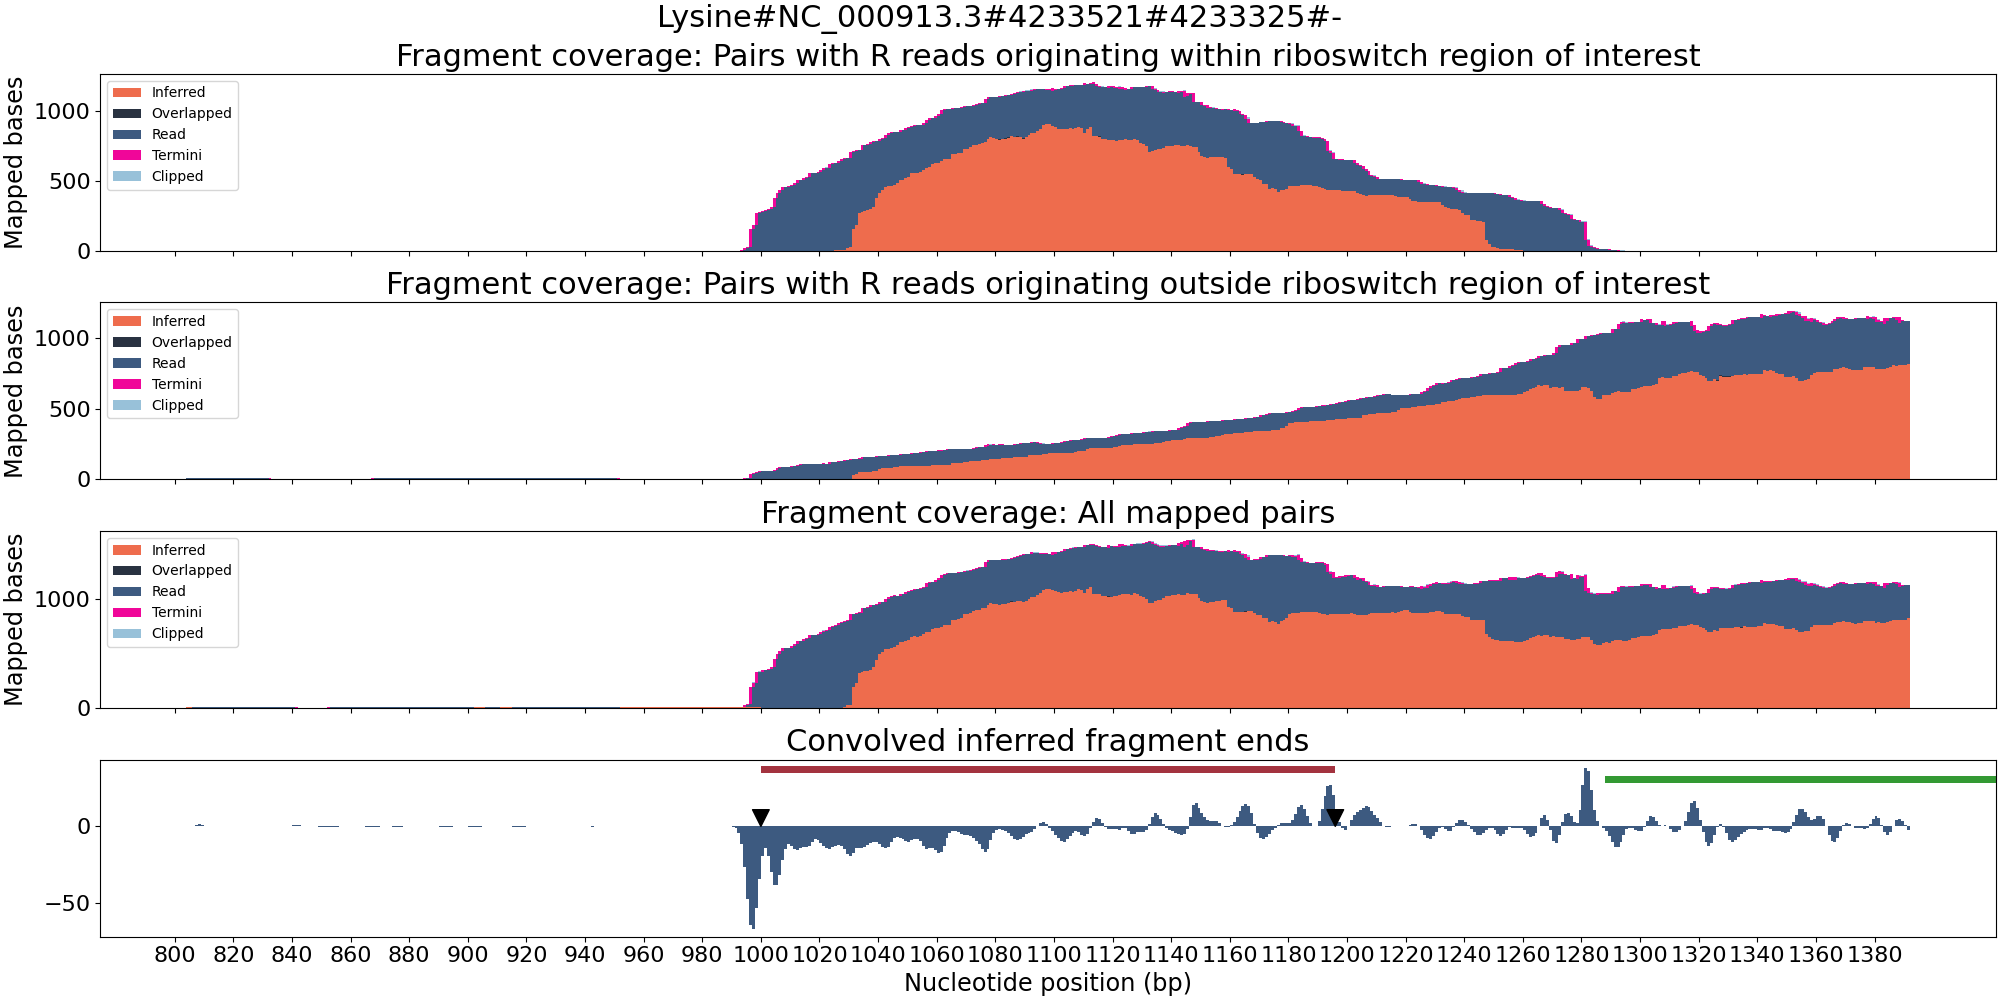 Lysine#NC_000913.3#4233521#4233325#-
Fragment coverage: Pairs with R reads originating within riboswitch region of interest
Mapped bases
1000
500
0
Inferred
Overlapped
Read
Termini
Clipped
Fragment coverage: Pairs with R reads originating outside riboswitch region of interest
Mapped bases
1000
500
0
Inferred
Overlapped
Read
Termini
Clipped
Fragment coverage: All mapped pairs
Mapped bases
1000
0
Inferred
Overlapped
Read
Termini
Clipped
Convolved inferred fragment ends
0
−50
800 820 840 860 880 900 920 940 960 980 1000 1020 1040 1060 1080 1100 1120 1140 1160 1180 1200 1220 1240 1260 1280 1300 1320 1340 1360 1380
Nucleotide position (bp)